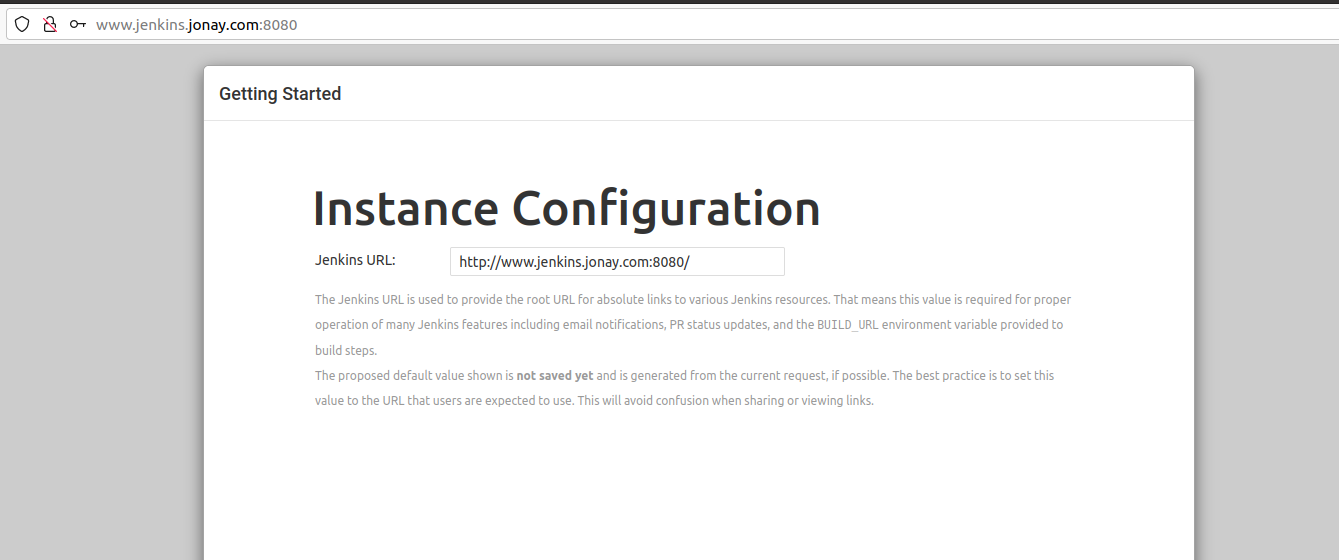 www.jenkins.jonay.com:8080
Getting Started
Instance Configuration
Jenkins URL:
http://www.jenkins.jonay.com:8080/
The Jenkins URL is used to provide the root URL for absolute links to various Jenkins resources. That means this value is required for proper
operation of many Jenkins features including email notifications, PR status updates, and the BUILD_URL environment variable provided to
build steps.
The proposed default value shown is not saved yet and is generated from the current request, if possible. The best practice is to set this
value to the URL that users are expected to use. This will avoid confusion when sharing or viewing links.